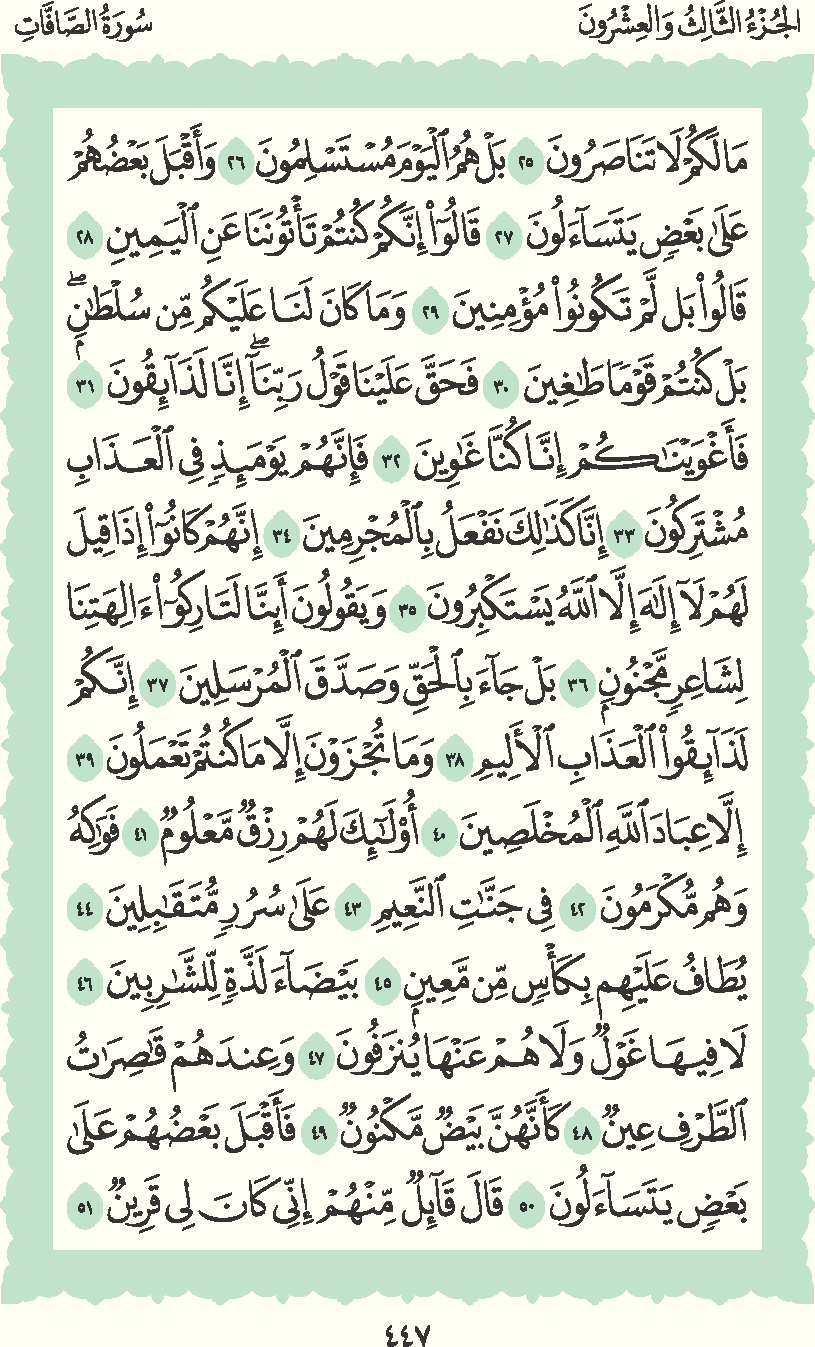 الجُزْءُ الثَّالِثُ وَالعِشْرُونَ
سُورَةُ الصَّافَّاتِ
مَا لَكُمْ لَا تَنَاصَرُونَ ٢٥ بَلْ هُمُ ٱلْيَوْمَ مُسْتَسْلِمُونَ ٢٦ وَأَقْبَلَ بَعْضُهُمْ
عَلَىٰ بَعْضٍ يَتَسَآءَلُونَ ٢٧ قَالُوٓا۟ إِنَّكُمْ كُنتُمْ تَأْتُونَنَا عَنِ ٱلْيَمِينِ ٢٨
قَالُوا۟ بَل لَّمْ تَكُونُوا۟ مُؤْمِنِينَ ٢٩ وَمَا كَانَ لَنَا عَلَيْكُم مِّن سُلْطَـٰنٍۭ ۖ
بَلْ كُنتُمْ قَوْمًا طَـٰغِينَ ٣٠ فَحَقَّ عَلَيْنَا قَوْلُ رَبِّنَآ ۖ إِنَّا لَذَآئِقُونَ ٣١
فَأَغْوَيْنَـٰكُمْ إِنَّا كُنَّا غَـٰوِينَ ٣٢ فَإِنَّهُمْ يَوْمَئِذٍ فِى ٱلْعَذَابِ
مُشْتَرِكُونَ ٣٣ إِنَّا كَذَٰلِكَ نَفْعَلُ بِٱلْمُجْرِمِينَ ٣٤ إِنَّهُمْ كَانُوٓا۟ إِذَا قِيلَ
لَهُمْ لَآ إِلَـٰهَ إِلَّا ٱللَّهُ يَسْتَكْبِرُونَ ٣٥ وَيَقُولُونَ أَئِنَّا لَتَارِكُوٓا۟ ءَالِهَتِنَا
لِشَاعِرٍ مَّجْنُونٍۭ ٣٦ بَلْ جَآءَ بِٱلْحَقِّ وَصَدَّقَ ٱلْمُرْسَلِينَ ٣٧ إِنَّكُمْ
لَذَآئِقُوا۟ ٱلْعَذَابِ ٱلْأَلِيمِ ٣٨ وَمَا تُجْزَوْنَ إِلَّا مَا كُنتُمْ تَعْمَلُونَ ٣٩
إِلَّا عِبَادَ ٱللَّهِ ٱلْمُخْلَصِينَ ٤٠ أُو۟لَـٰٓئِكَ لَهُمْ رِزْقٌ مَّعْلُومٌ ٤١ فَوَٰكِهُ
وَهُم مُّكْرَمُونَ ٤٢ فِى جَنَّـٰتِ ٱلنَّعِيمِ ٤٣ عَلَىٰ سُرُرٍ مُّتَقَـٰبِلِينَ ٤٤
يُطَافُ عَلَيْهِم بِكَأْسٍ مِّن مَّعِينٍۭ ٤٥ بَيْضَآءَ لَذَّةٍ لِّلشَّـٰرِبِينَ ٤٦
لَا فِيهَا غَوْلٌ وَلَا هُمْ عَنْهَا يُنزَفُونَ ٤٧ وَعِندَهُمْ قَـٰصِرَٰتُ
ٱلطَّرْفِ عِينٌ ٤٨ كَأَنَّهُنَّ بَيْضٌ مَّكْنُونٌ ٤٩ فَأَقْبَلَ بَعْضُهُمْ عَلَىٰ
بَعْضٍ يَتَسَآءَلُونَ ٥٠ قَالَ قَآئِلٌ مِّنْهُمْ إِنِّى كَانَ لِى قَرِينٌ ٥١
٤٤٧